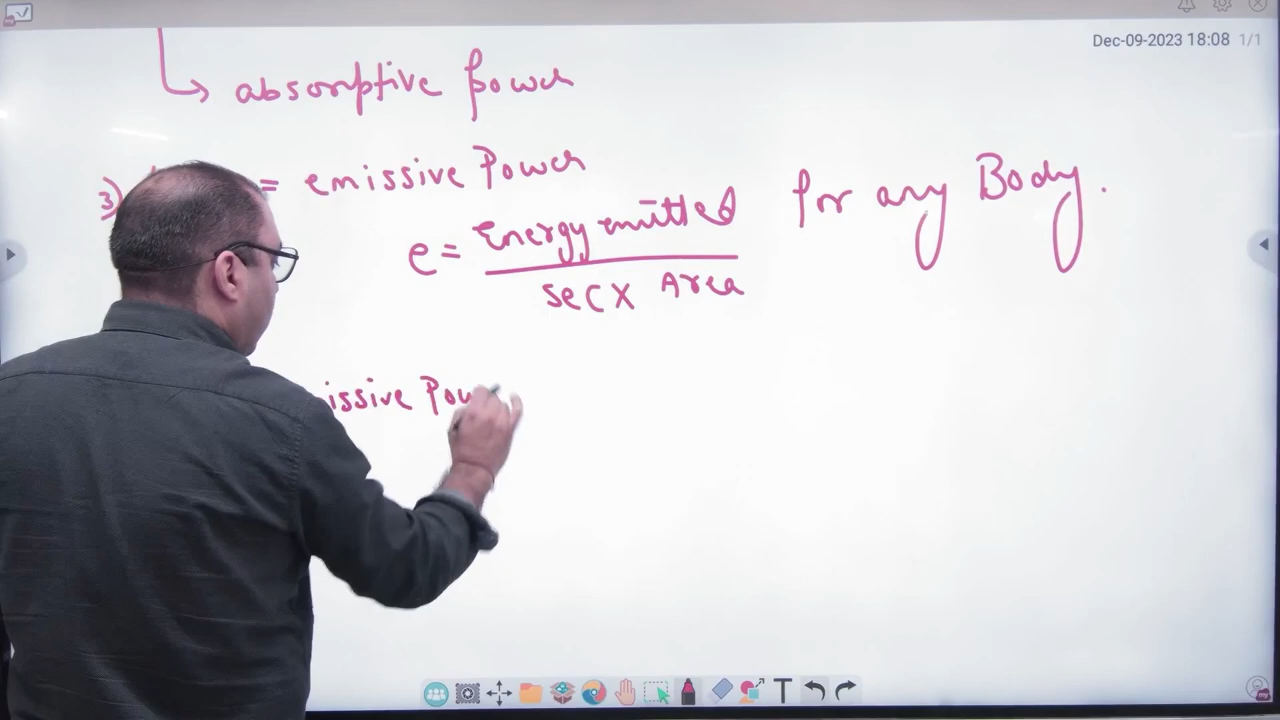 Dec-09-2023 18:08 1/1
absorptive power
3) = emissive Power
e = Energy emitted / sec x Area for any Body.
issive Pow